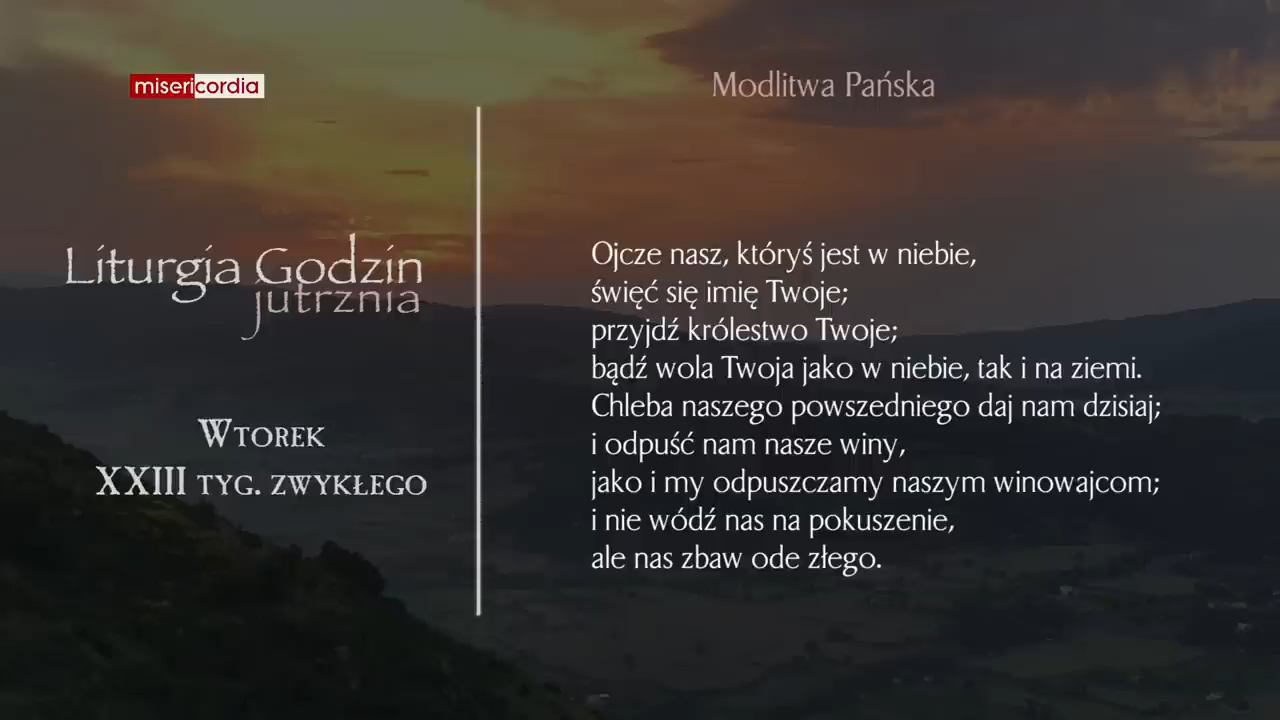 misericordia
Liturgia Godzin
jutrznia
Wtorek
XXIII tyg. zwykłego
Modlitwa Pańska
Ojcze nasz, któryś jest w niebie,
święć się imię Twoje;
przyjdź królestwo Twoje;
bądź wola Twoja jako w niebie, tak i na ziemi.
Chleba naszego powszedniego daj nam dzisiaj;
i odpuść nam nasze winy,
jako i my odpuszczamy naszym winowajcom;
i nie wódź nas na pokuszenie,
ale nas zbaw ode złego.